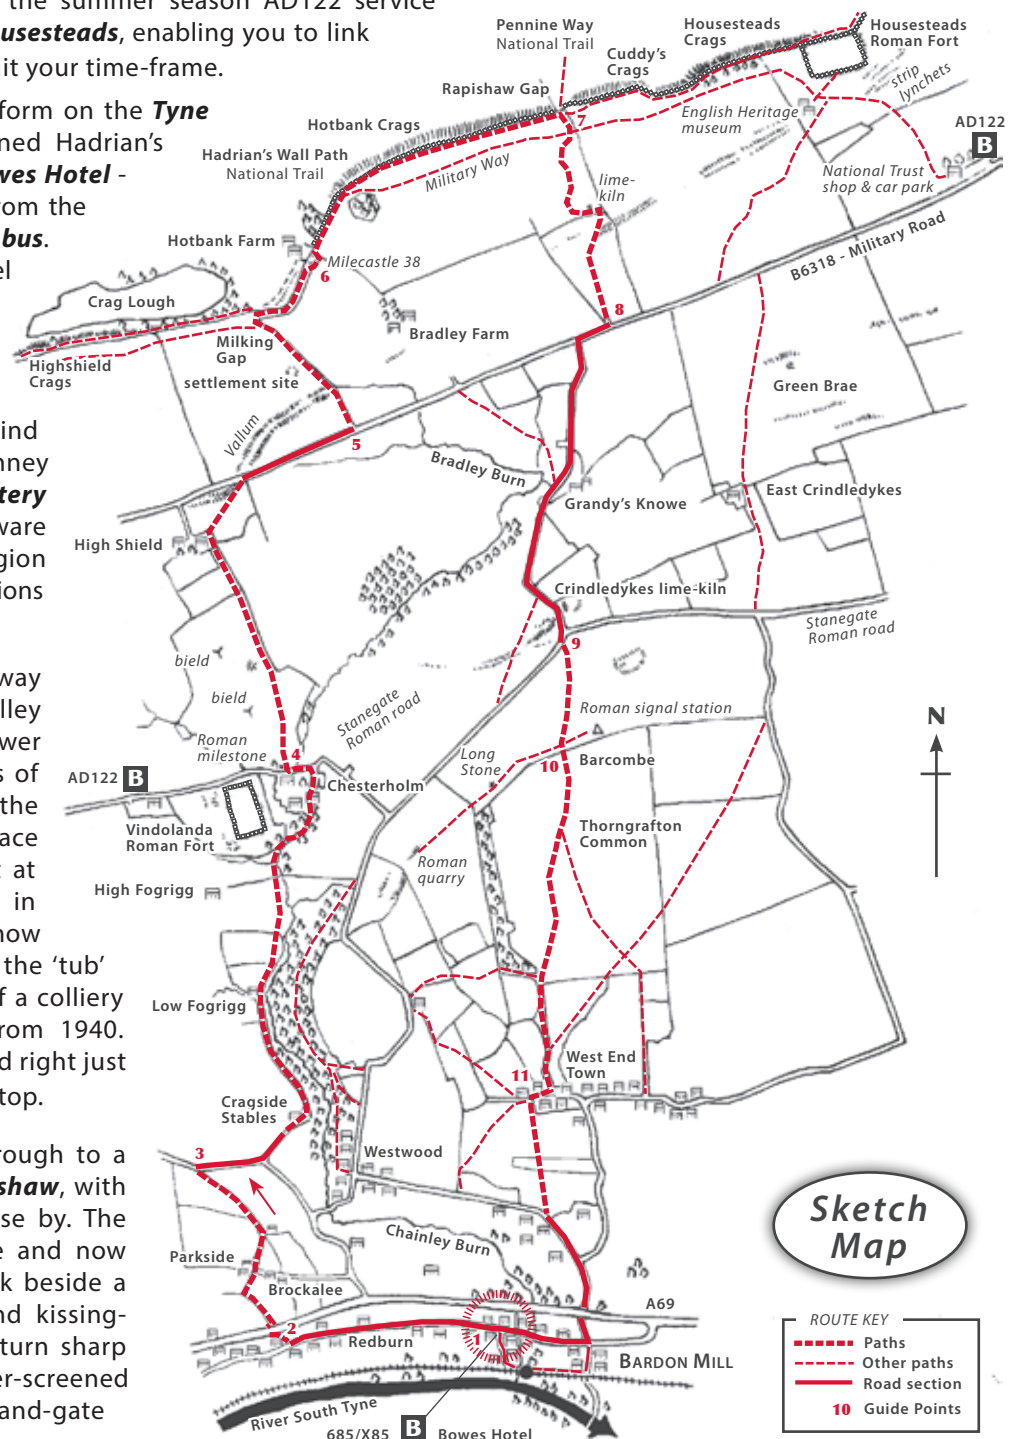 the summer season AD122 service
ousesteads, enabling you to link
uit your time-frame.
form on the Tyne
ned Hadrian's
wes Hotel -
rom the
bus.
el
ind
nney
tery
ware
gion
ions
way
lley
wer
s of
the
ace
t at
in
now
the 'tub'
f a colliery
rom 1940.
d right just
top.
rough to a
shaw, with
se by. The
e and now
k beside a
nd kissing-
turn sharp
er-screened
and-gate
Pennine Way
National Trail
Housesteads
Crags
Housesteads
Roman Fort
Cuddy's
Crags
Rapishaw Gap
strip
lynchets
7
Hotbank Crags
English Heritage
museum
AD122
B
Hadrian's Wall Path
National Trail
Military Way
lime-
kiln
National Trust
shop & car park
Hotbank Farm
Milecastle 38
6
B6318 - Military Road
Crag Lough
8
Bradley Farm
Milking
Gap
Highshield
Crags
settlement site
Green Brae
Vallum
5
Bradley Burn
Grandy's Knowe
East Crindledykes
High Shield
Crindledykes lime-kiln
Stanegate
Roman road
9
bield
bield
Stanegate
Roman road
Roman signal station
Roman
milestone
4
Long
Stone
10
Barcombe
AD122 B
Chesterholm
Vindolanda
Roman Fort
Thorngrafton
Common
Roman
quarry
High Fogrigg
Low Fogrigg
West End
Town
11
Cragside
Stables
3
Westwood
Chainley Burn
Parkside
Brockalee
A69
2
Redburn
1
BARDON MILL
River South Tyne
685/X85 B Bowes Hotel
N
Sketch
Map
ROUTE KEY
Paths
Other paths
Road section
10 Guide Points